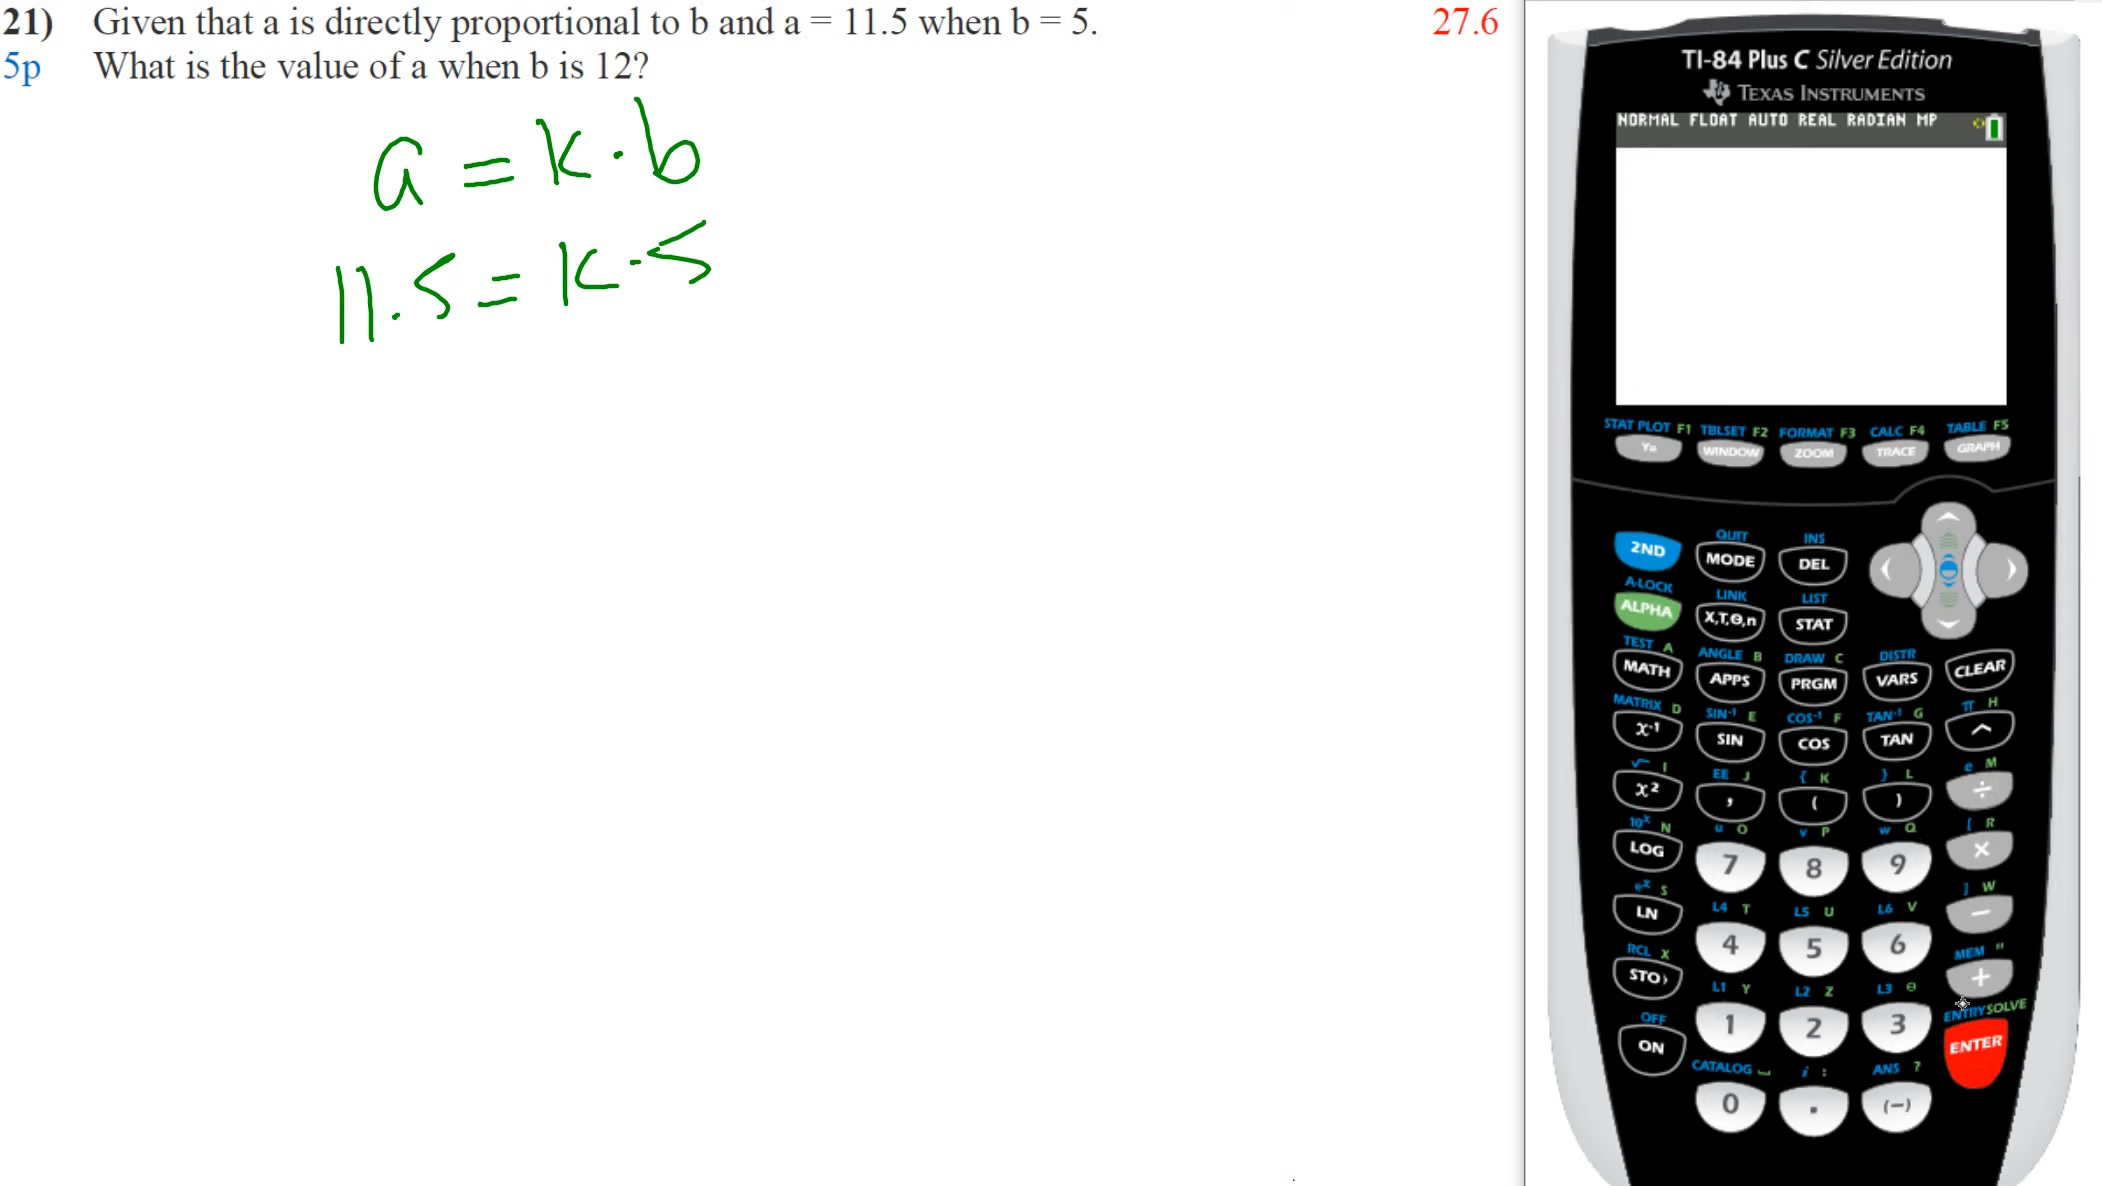 21) Given that a is directly proportional to b and a = 11.5 when b = 5. 27.6
5p What is the value of a when b is 12?
a = k · b
11.5 = k · 5
TI-84 Plus C Silver Edition
TEXAS INSTRUMENTS
NORMAL FLOAT AUTO REAL RADIAN MP
STAT PLOT F1 TBLSET F2 FORMAT F3 CALC F4 TABLE F5
Y= WINDOW ZOOM TRACE GRAPH
QUIT INS
2ND MODE DEL
A-LOCK LINK LIST
ALPHA X,T,Θ,n STAT
TEST A ANGLE B DRAW C DISTR
MATH APPS PRGM VARS CLEAR
MATRIX D SIN⁻¹ E COS⁻¹ F TAN⁻¹ G π H
x⁻¹ SIN COS TAN ^
√ I EE J { K } L e M
x² , ( ) ÷
10ˣ N u O v P w Q [ R
LOG 7 8 9 ×
eˣ S L4 T L5 U L6 V ] W
LN 4 5 6 −
RCL X L1 Y L2 Z L3 θ MEM "
STO› 1 2 3 +
OFF ENTRY SOLVE
ON ENTER
CATALOG ⎵ i : ANS ?
0 . (−)